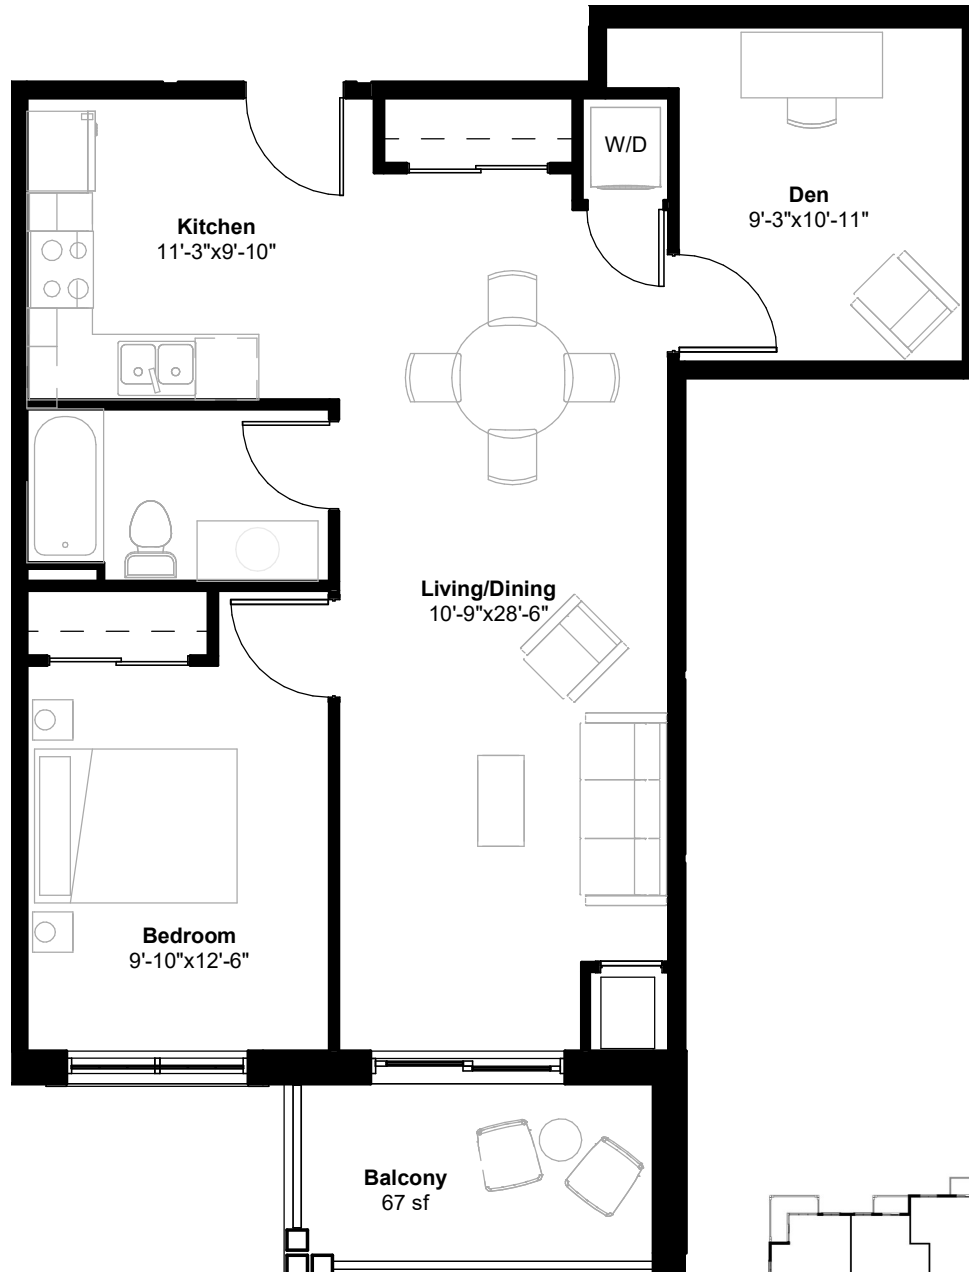 W/D
Den
9'-3"x10'-11"
Kitchen
11'-3"x9'-10"
Living/Dining
10'-9"x28'-6"
Bedroom
9'-10"x12'-6"
Balcony
67 sf